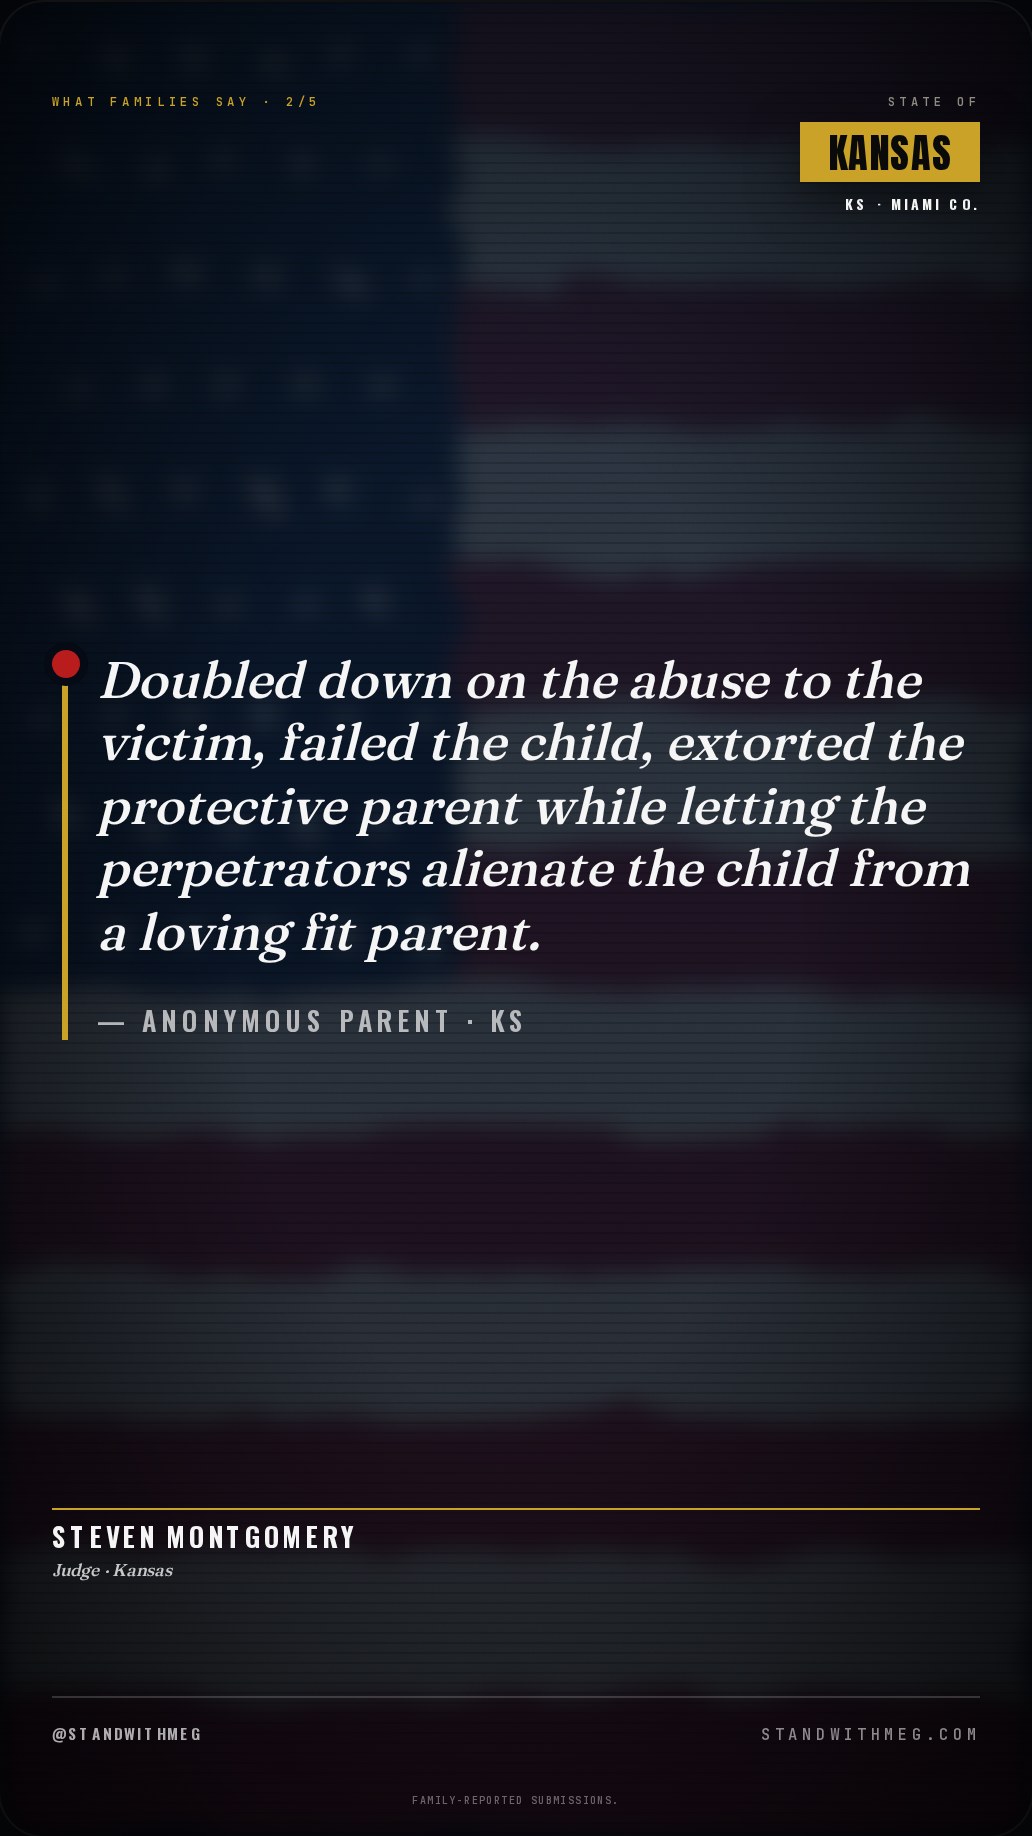 WHAT FAMILIES SAY · 2/5
STATE OF
KANSAS
KS · MIAMI CO.
Doubled down on the abuse to the
victim, failed the child, extorted the
protective parent while letting the
perpetrators alienate the child from
a loving fit parent.
— ANONYMOUS PARENT · KS
STEVEN MONTGOMERY
Judge · Kansas
@STANDWITHMEG
STANDWITHMEG.COM
FAMILY-REPORTED SUBMISSIONS.